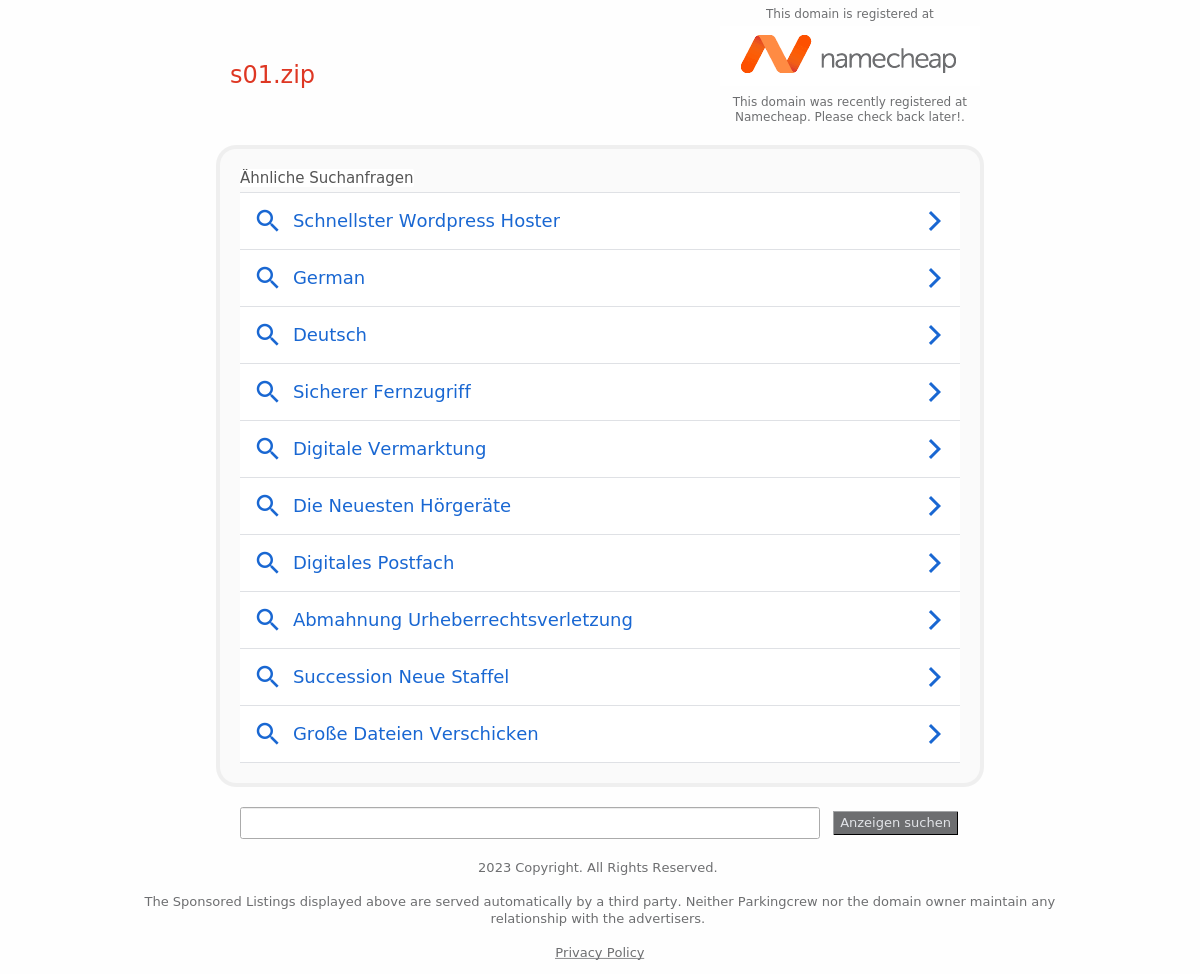 This domain is registered at
namecheap
s01.zip
This domain was recently registered at
Namecheap. Please check back later!.
Ähnliche Suchanfragen
Schnellster Wordpress Hoster
German
Deutsch
Sicherer Fernzugriff
Digitale Vermarktung
Die Neuesten Hörgeräte
Digitales Postfach
Abmahnung Urheberrechtsverletzung
Succession Neue Staffel
Große Dateien Verschicken
Anzeigen suchen
2023 Copyright. All Rights Reserved.
The Sponsored Listings displayed above are served automatically by a third party. Neither Parkingcrew nor the domain owner maintain any
relationship with the advertisers.
Privacy Policy